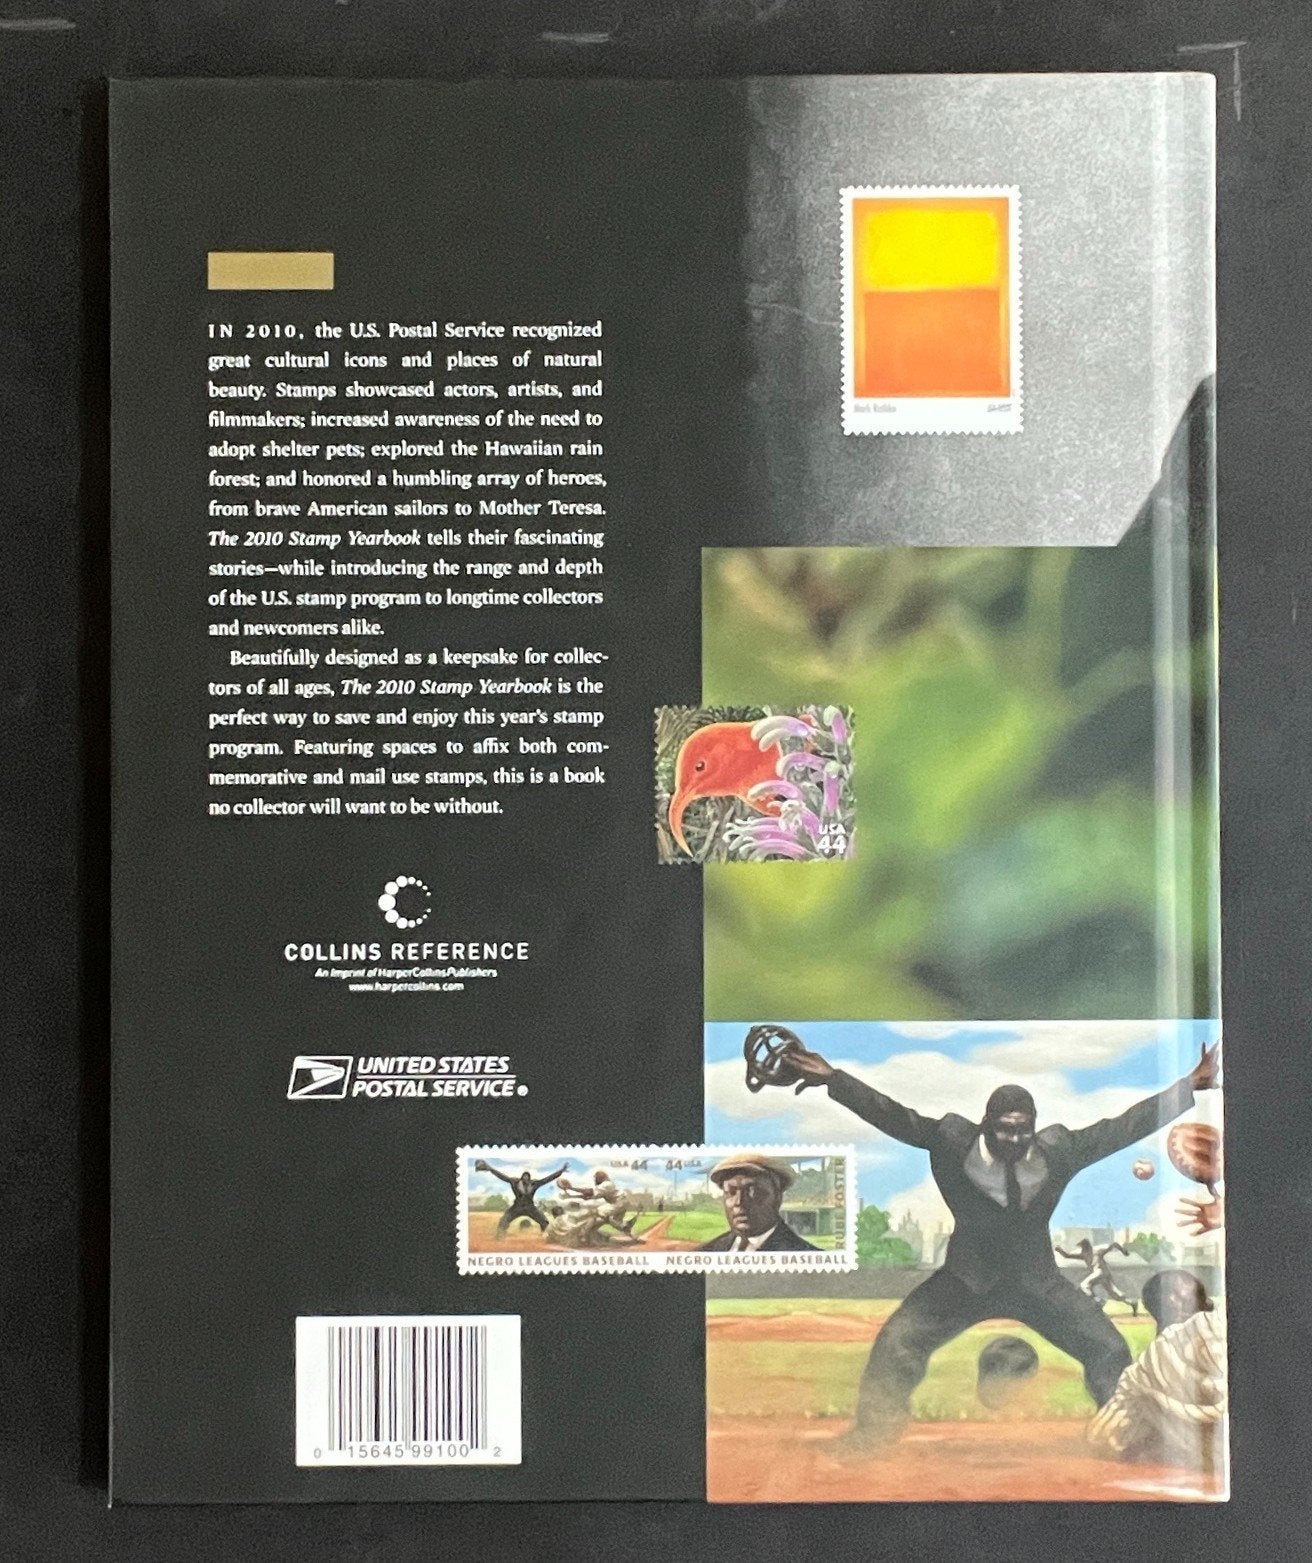 IN 2010, the U.S. Postal Service recognized
great cultural icons and places of natural
beauty. Stamps showcased actors, artists, and
filmmakers; increased awareness of the need to
adopt shelter pets; explored the Hawaiian rain
forest; and honored a humbling array of heroes,
from brave American sailors to Mother Teresa.
The 2010 Stamp Yearbook tells their fascinating
stories—while introducing the range and depth
of the U.S. stamp program to longtime collectors
and newcomers alike.
Beautifully designed as a keepsake for collec-
tors of all ages, The 2010 Stamp Yearbook is the
perfect way to save and enjoy this year's stamp
program. Featuring spaces to affix both com-
memorative and mail use stamps, this is a book
no collector will want to be without.
COLLINS REFERENCE
An Imprint of HarperCollinsPublishers
www.harpercollins.com
UNITED STATES
POSTAL SERVICE®
Mark Rothko
USA
44
USA 44
44 USA
RUBE FOSTER
NEGRO LEAGUES BASEBALL
NEGRO LEAGUES BASEBALL
0 15645 99100 2